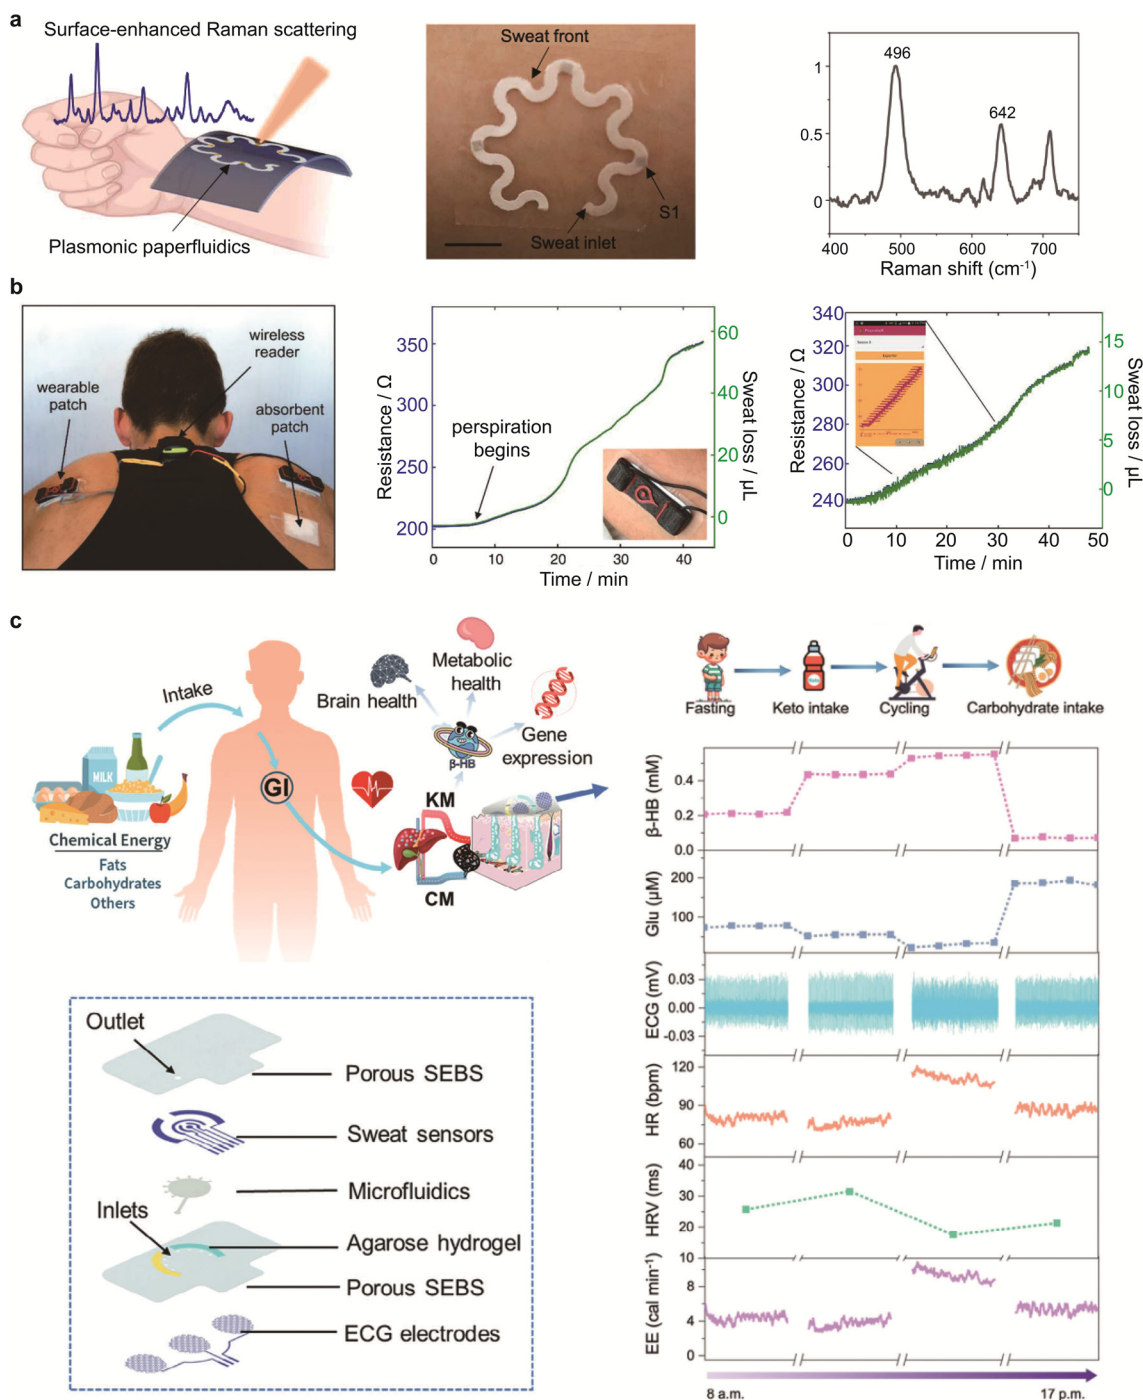 a
Surface-enhanced Raman scattering
Plasmonic paperfluidics
Sweat front
S1
Sweat inlet
496
642
1
0.5
0
400 500 600 700
Raman shift (cm-1)
b
wireless
reader
wearable
patch
absorbent
patch
Resistance / Ω
350
300
250
200
perspiration
begins
60
40
20
0
Sweat loss / μL
0 10 20 30 40
Time / min
Resistance / Ω
340
320
300
280
260
240
15
10
5
0
Sweat loss / μL
0 10 20 30 40 50
Time / min
c
Intake
MILK
GI
Chemical Energy
Fats
Carbohydrates
Others
Brain health
Metabolic
health
Gene
expression
β-HB
KM
CM
Fasting
Keto intake
Cycling
Carbohydrate intake
β-HB (mM)
0.4
0.2
0.0
Glu (μM)
200
100
ECG (mV)
0.03
0.00
-0.03
HR (bpm)
120
90
60
HRV (ms)
40
30
20
10
EE (cal min-1)
8
4
0
8 a.m.
17 p.m.
Outlet
Porous SEBS
Sweat sensors
Microfluidics
Inlets
Agarose hydrogel
Porous SEBS
ECG electrodes